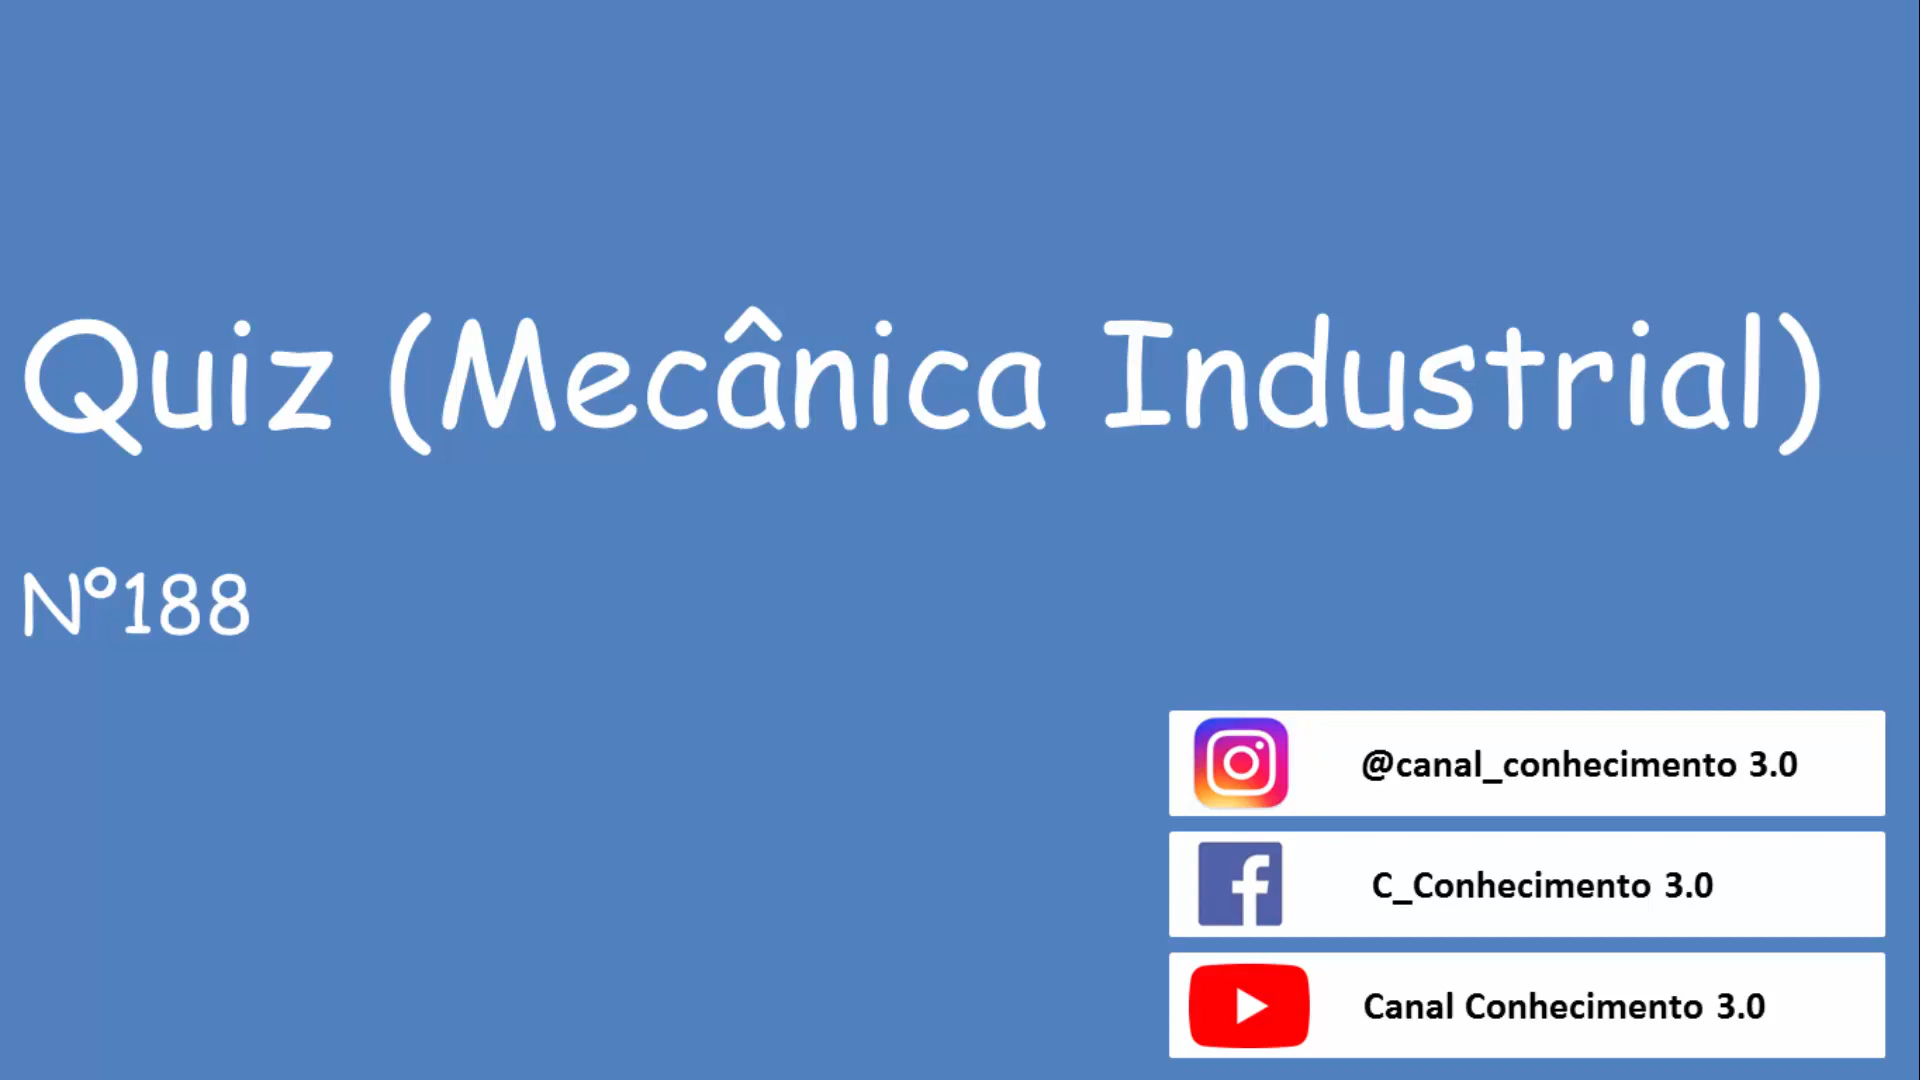 Quiz (Mecânica Industrial)
Nº188
@canal_conhecimento 3.0
C_Conhecimento 3.0
Canal Conhecimento 3.0